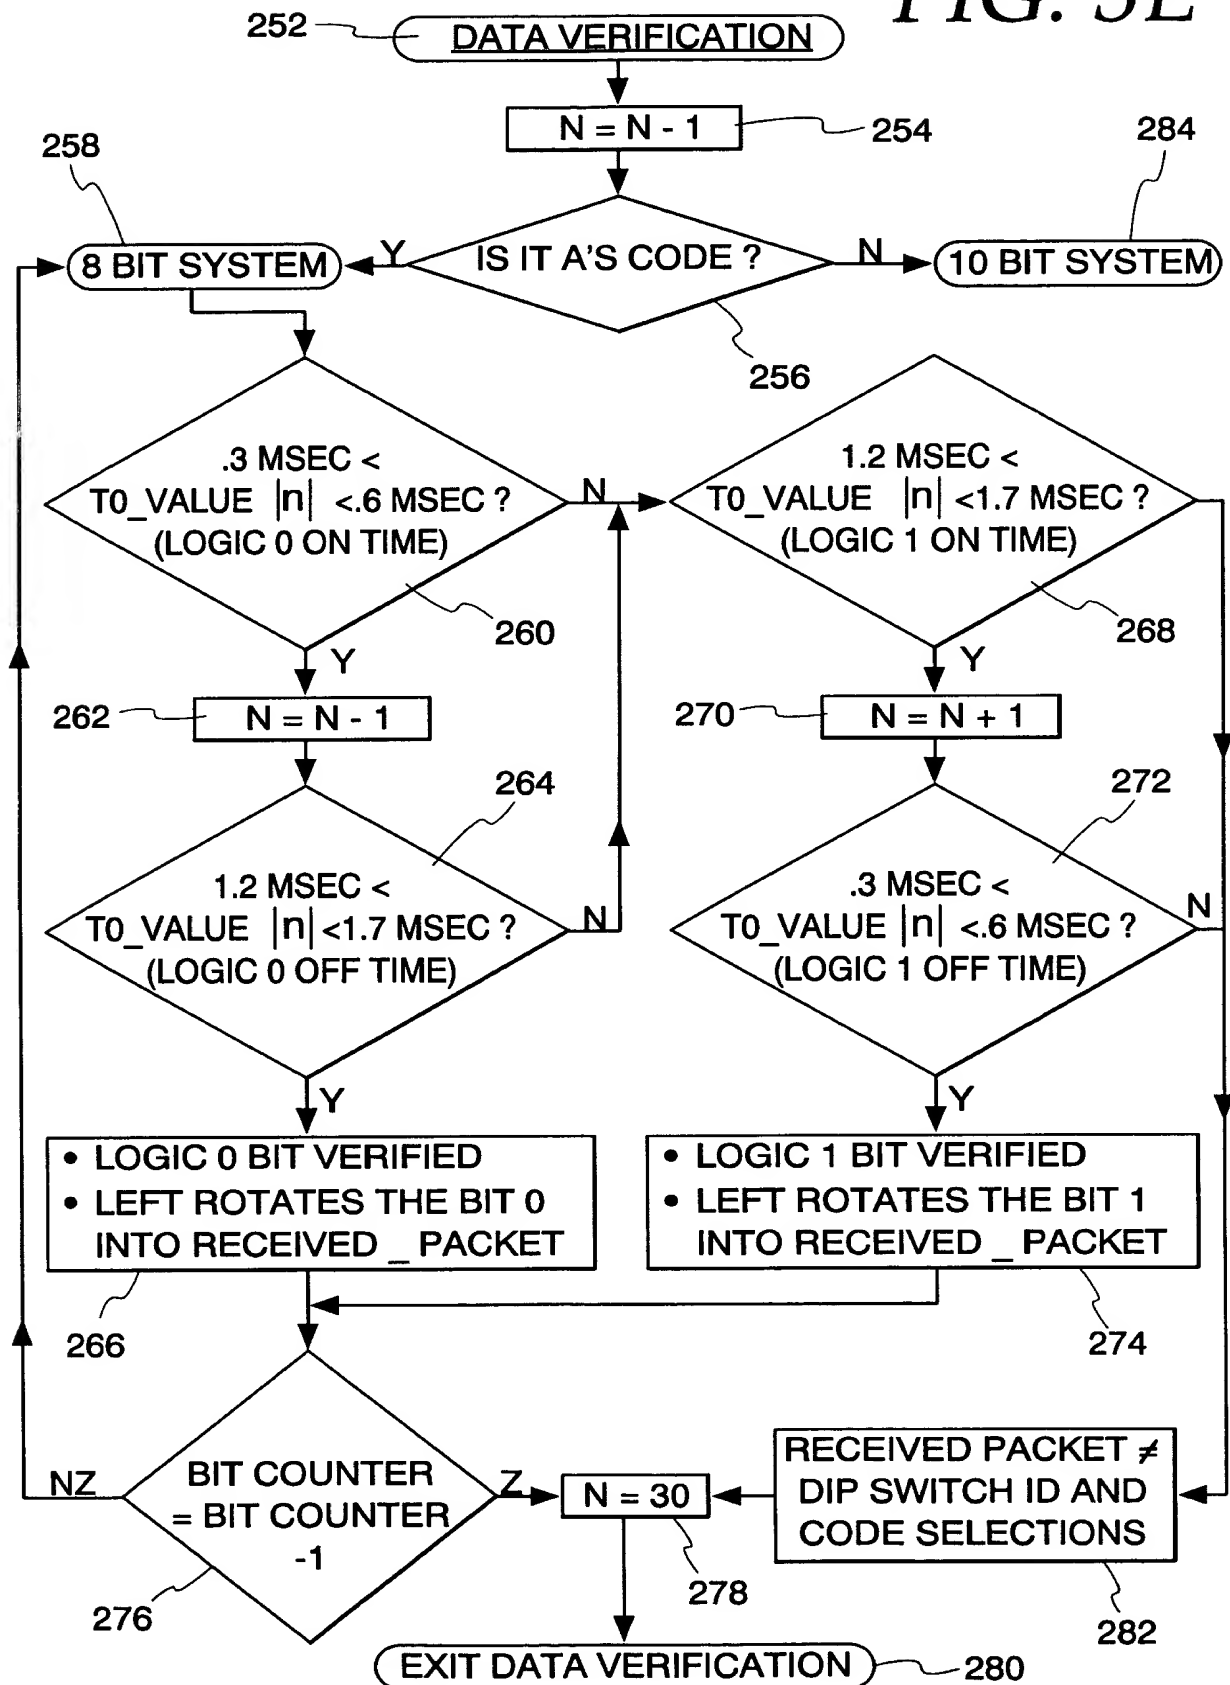 FIG. 3E
252
DATA VERIFICATION
N = N - 1
254
258
284
8 BIT SYSTEM
Y
IS IT A'S CODE ?
N
10 BIT SYSTEM
256
.3 MSEC <
T0_VALUE |n| <.6 MSEC ?
(LOGIC 0 ON TIME)
N
260
1.2 MSEC <
T0_VALUE |n| <1.7 MSEC ?
(LOGIC 1 ON TIME)
268
Y
Y
262
N = N - 1
270
N = N + 1
264
272
1.2 MSEC <
T0_VALUE |n| <1.7 MSEC ?
(LOGIC 0 OFF TIME)
N
.3 MSEC <
T0_VALUE |n| <.6 MSEC ?
(LOGIC 1 OFF TIME)
N
Y
Y
• LOGIC 0 BIT VERIFIED
• LEFT ROTATES THE BIT 0
INTO RECEIVED _ PACKET
266
• LOGIC 1 BIT VERIFIED
• LEFT ROTATES THE BIT 1
INTO RECEIVED _ PACKET
274
NZ
BIT COUNTER
= BIT COUNTER
-1
Z
276
N = 30
278
RECEIVED PACKET ≠
DIP SWITCH ID AND
CODE SELECTIONS
282
EXIT DATA VERIFICATION
280